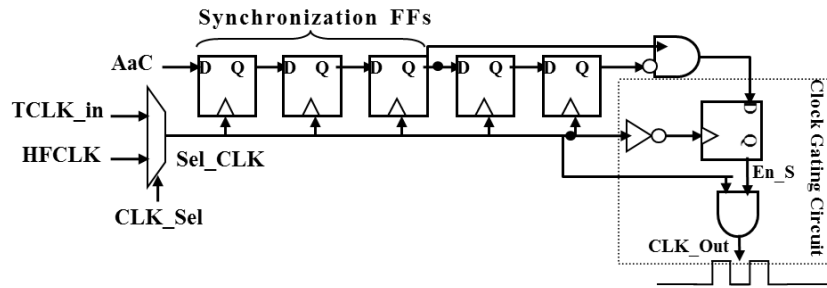 Synchronization FFs
AaC
D Q D Q D Q D Q D Q
TCLK_in
HFCLK
Sel_CLK
CLK_Sel
D
Q
En_S
CLK_Out
Clock Gating Circuit